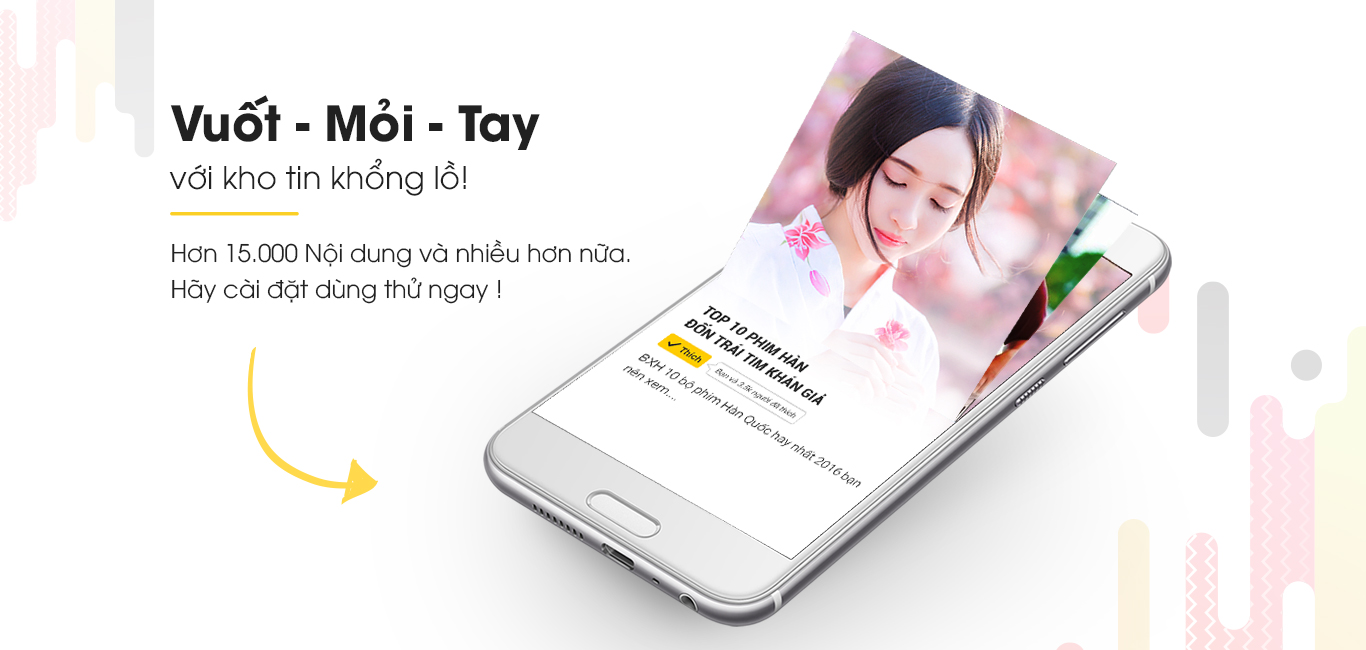 Vuốt - Mỏi - Tay
với kho tin khổng lồ!
Hơn 15.000 Nội dung và nhiều hơn nữa.
Hãy cài đặt dùng thử ngay !
TOP 10 PHIM HÀN
ĐỐN TRÁI TIM KHÁN GIẢ
Thích
Bạn và 3.5k người đã thích
BXH 10 bộ phim Hàn Quốc hay nhất 2016 bạn
nên xem....